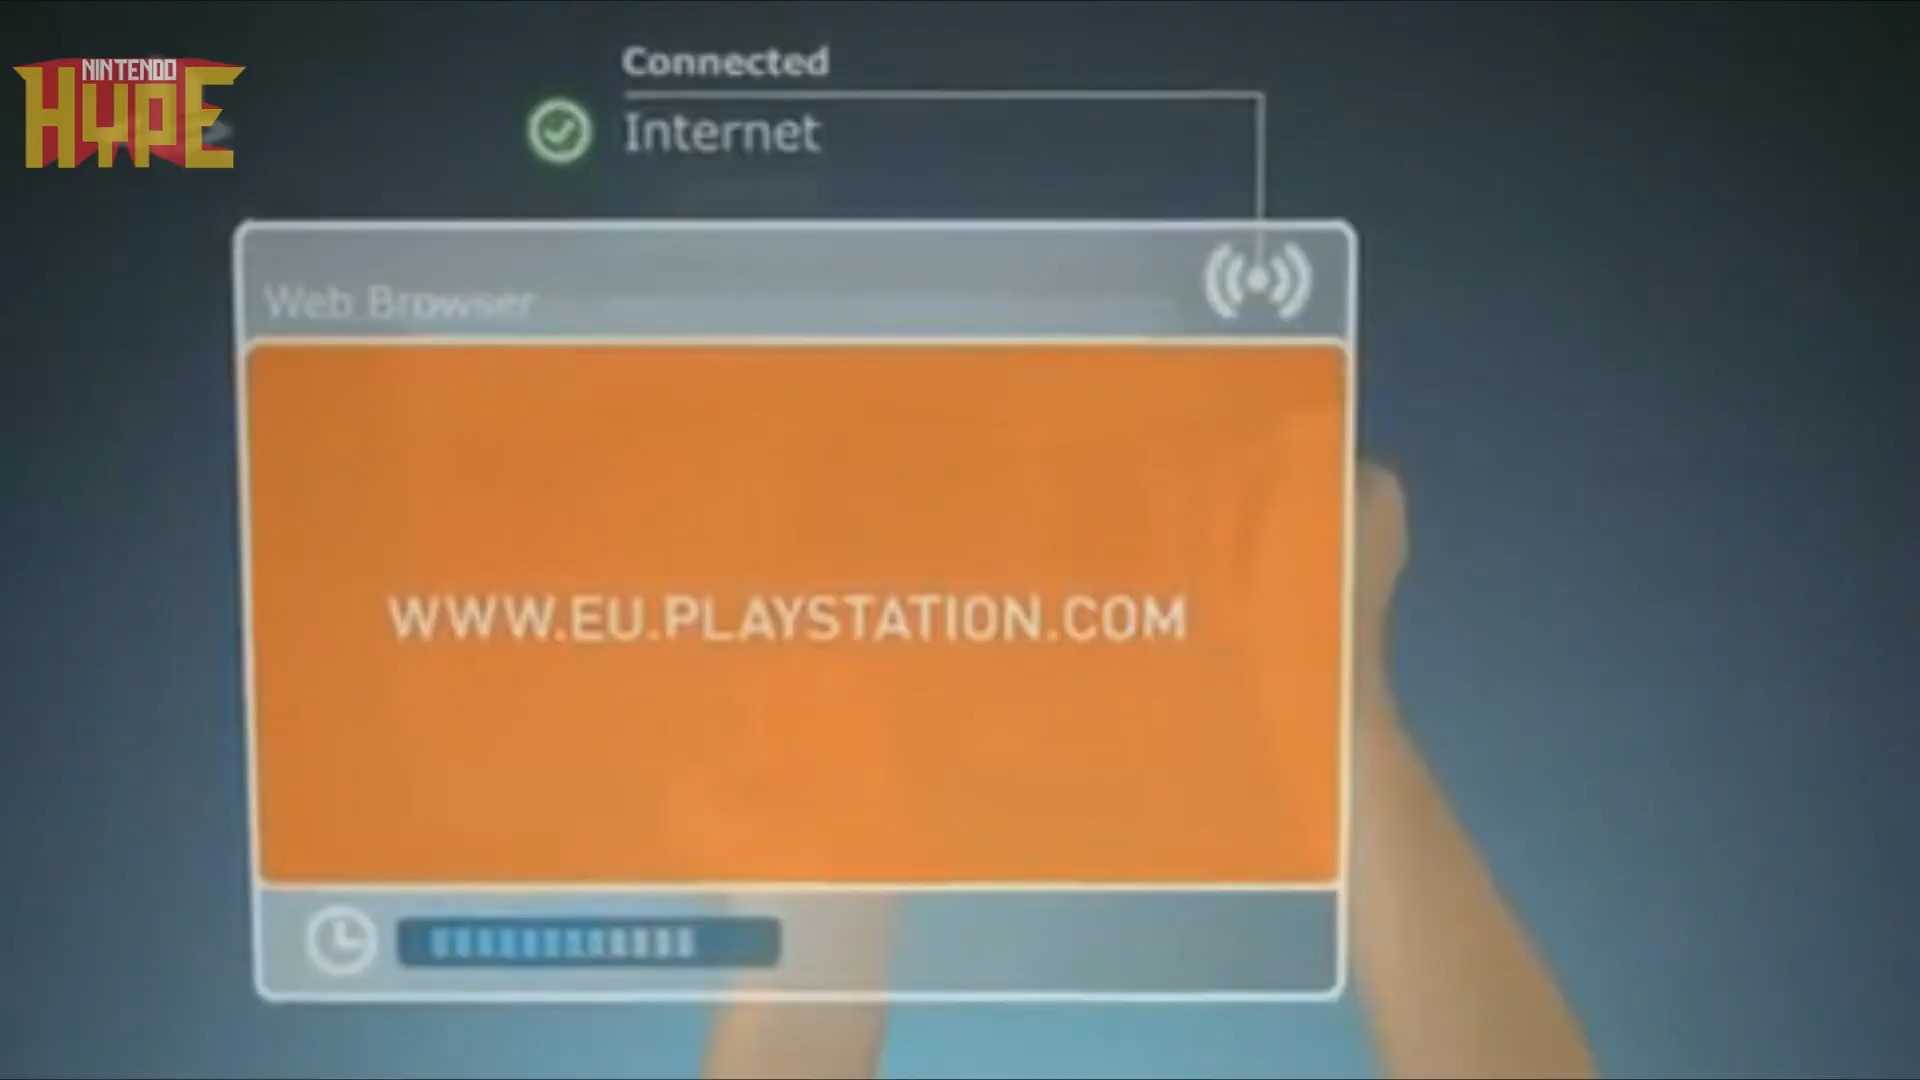 NINTENDO
HYPE
Connected
Internet
Web Browser
WWW.EU.PLAYSTATION.COM